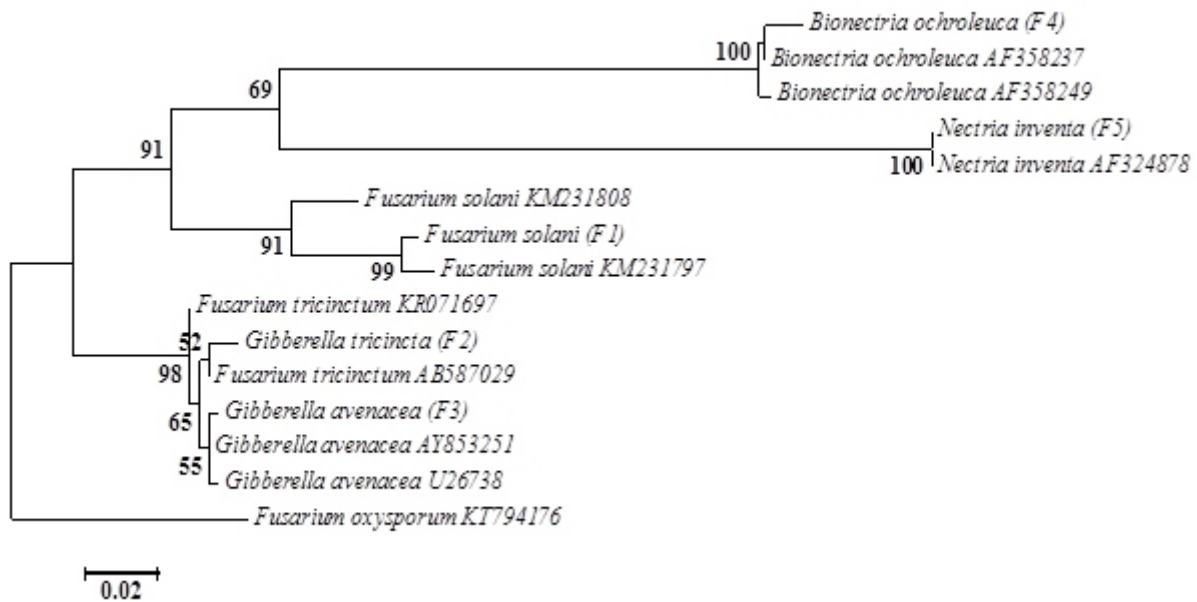 Bionectria ochroleuca (F4)
100
Bionectria ochroleuca AF358237
69
Bionectria ochroleuca AF358249
Nectria inventa (F5)
91
100
Nectria inventa AF324878
Fusarium solani KM231808
Fusarium solani (F1)
91
99
Fusarium solani KM231797
Fusarium tricinctum KR071697
52
Gibberella tricincta (F2)
98
Fusarium tricinctum AB587029
Gibberella avenacea (F3)
65
Gibberella avenacea AY853251
55
Gibberella avenacea U26738
Fusarium oxysporum KT794176
0.02